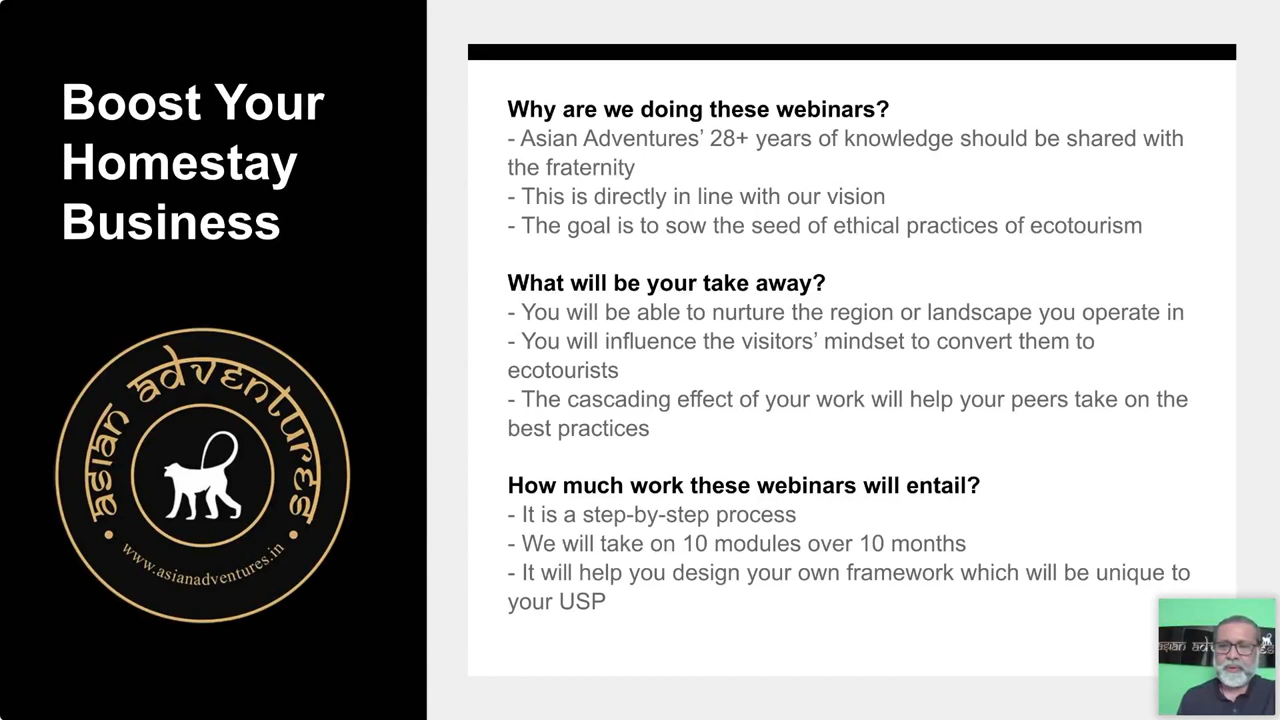 Boost Your
Homestay
Business
asian adventures
www.asianadventures.in
Why are we doing these webinars?
- Asian Adventures’ 28+ years of knowledge should be shared with
the fraternity
- This is directly in line with our vision
- The goal is to sow the seed of ethical practices of ecotourism
What will be your take away?
- You will be able to nurture the region or landscape you operate in
- You will influence the visitors’ mindset to convert them to
ecotourists
- The cascading effect of your work will help your peers take on the
best practices
How much work these webinars will entail?
- It is a step-by-step process
- We will take on 10 modules over 10 months
- It will help you design your own framework which will be unique to
your USP
asian